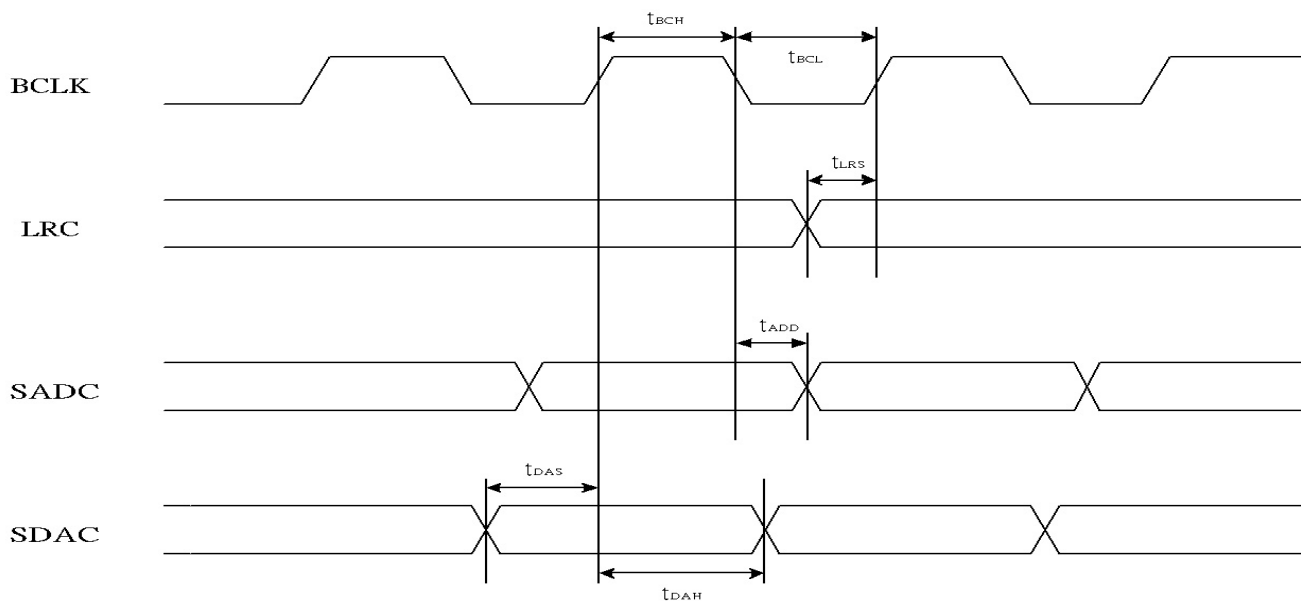 tBCH
BCLK
tBCL
tLRS
LRC
tADD
SADC
tDAS
SDAC
tDAH